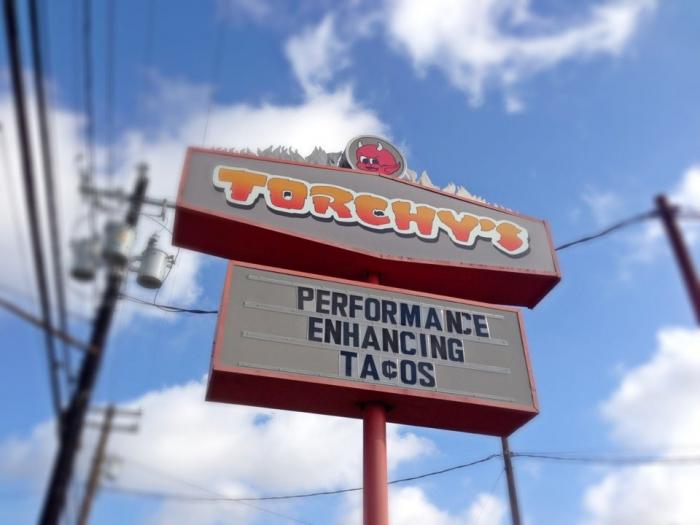 TORCHY'S
PERFORMANCE
ENHANCING
TA¢OS